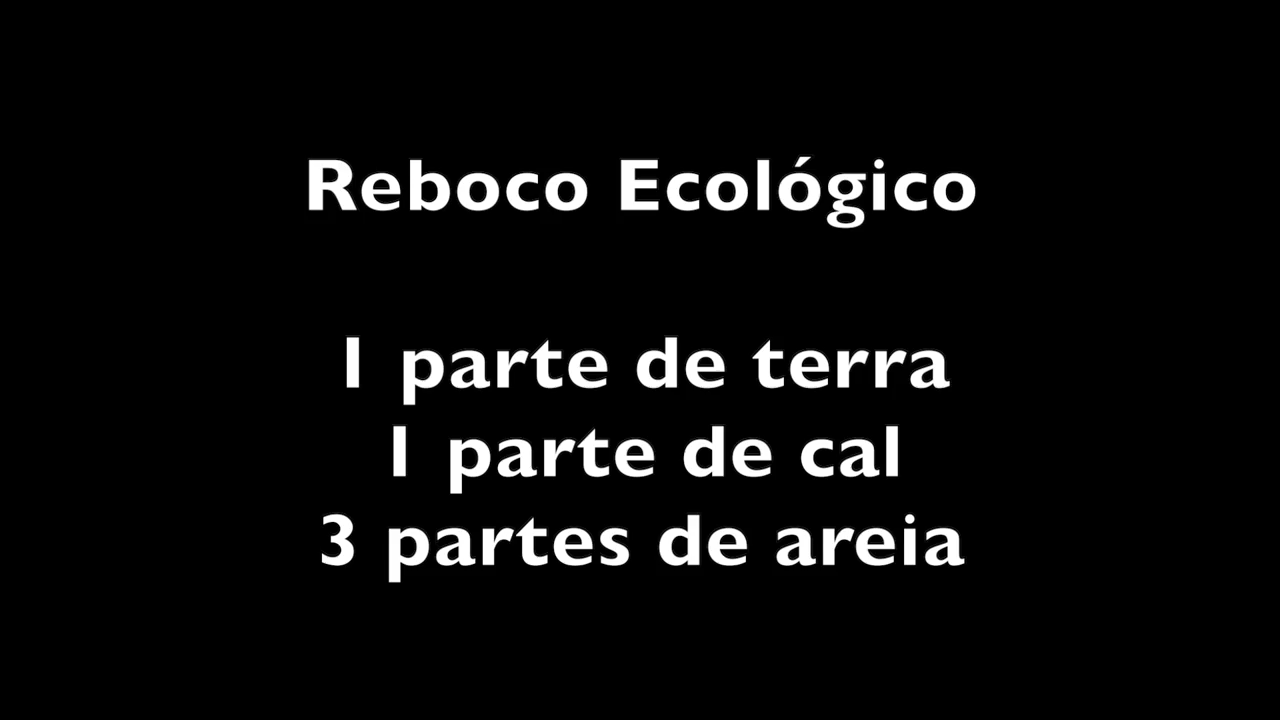 Reboco Ecológico
1 parte de terra
1 parte de cal
3 partes de areia